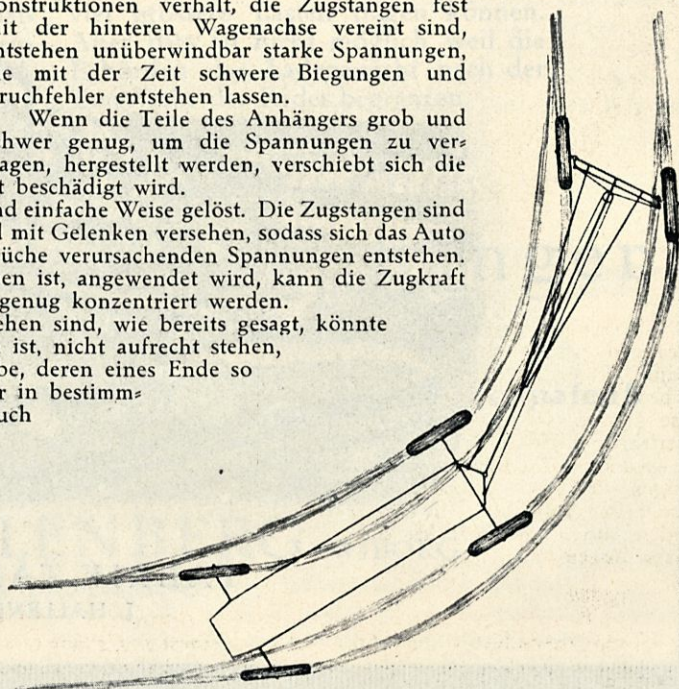 onstruktionen verhält, die Zugstangen fest
it der hinteren Wagenachse vereint sind,
ntstehen unüberwindbar starke Spannungen,
e mit der Zeit schwere Biegungen und
ruchfehler entstehen lassen.
Wenn die Teile des Anhängers grob und
chwer genug, um die Spannungen zu ver⸗
agen, hergestellt werden, verschiebt sich die
t beschädigt wird.
nd einfache Weise gelöst. Die Zugstangen sind
l mit Gelenken versehen, sodass sich das Auto
rüche verursachenden Spannungen entstehen.
en ist, angewendet wird, kann die Zugkraft
genug konzentriert werden.
ehen sind, wie bereits gesagt, könnte
ist, nicht aufrecht stehen,
be, deren eines Ende so
r in bestimm⸗
uch